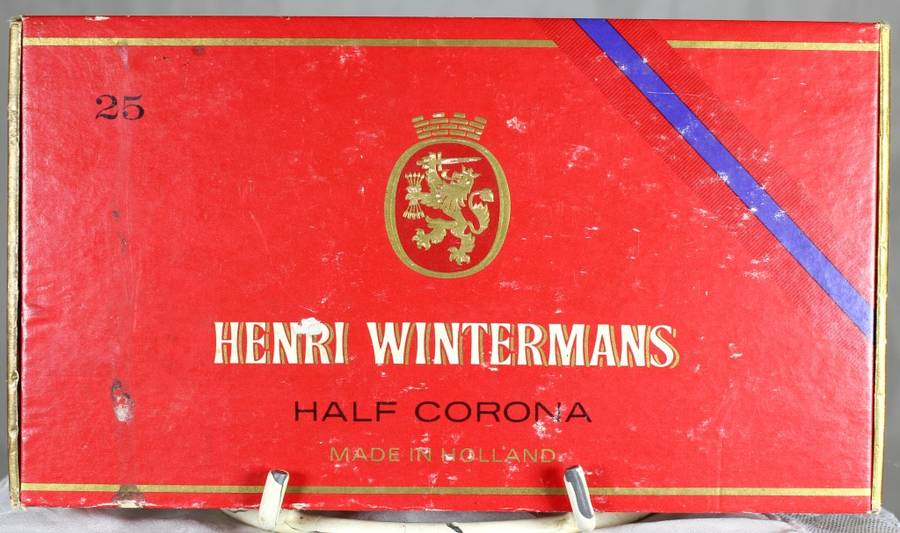 25
HENRI WINTERMANS
HALF CORONA
MADE IN HOLLAND